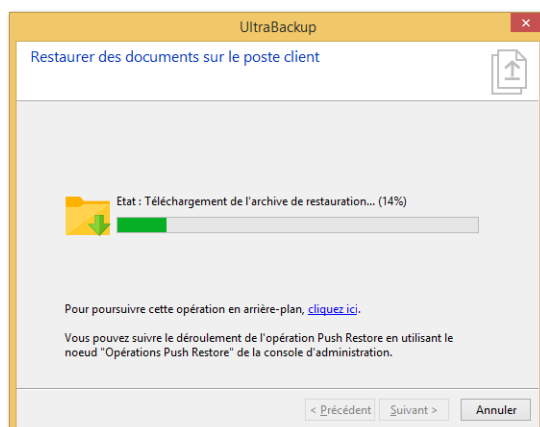 UltraBackup
Restaurer des documents sur le poste client
Etat : Téléchargement de l'archive de restauration... (14%)
Pour poursuivre cette opération en arrière-plan, cliquez ici.
Vous pouvez suivre le déroulement de l'opération Push Restore en utilisant le
noeud "Opérations Push Restore" de la console d'administration.
< Précédent Suivant > Annuler